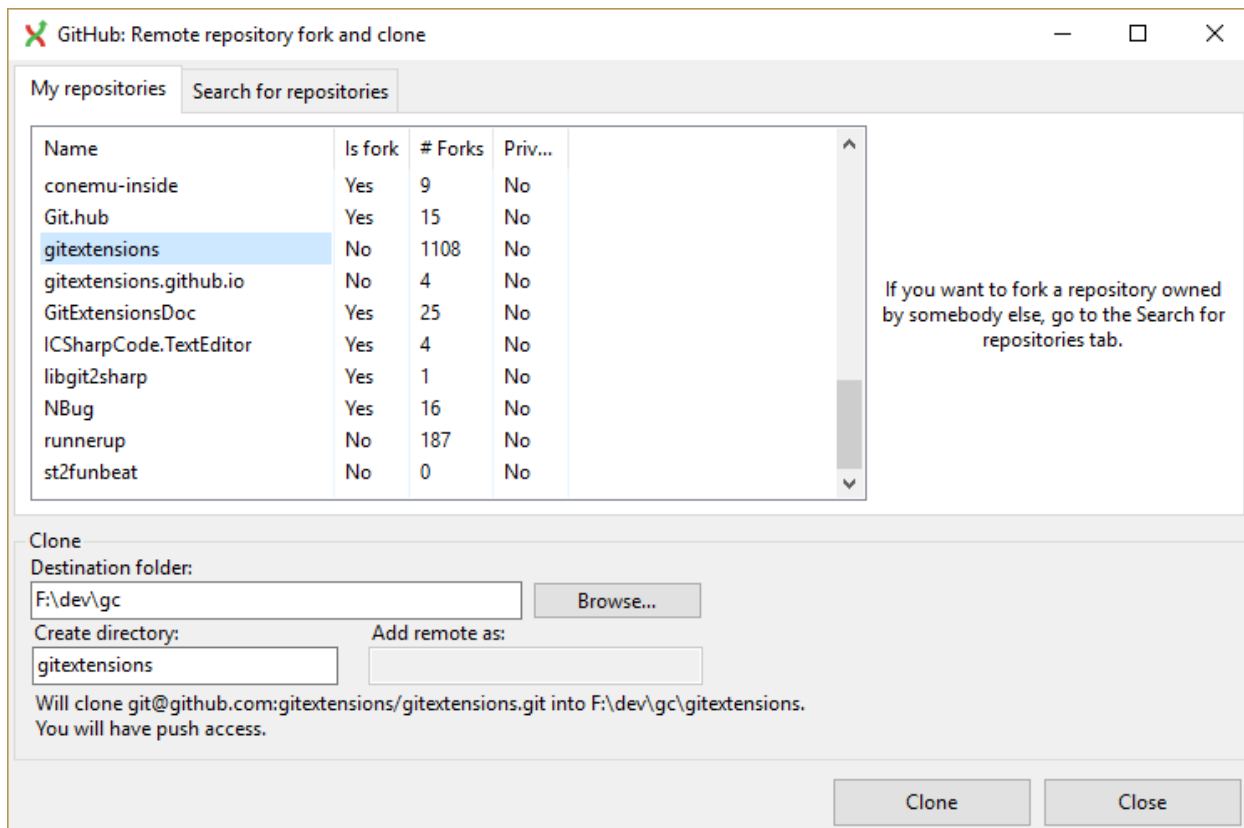 GitHub: Remote repository fork and clone
My repositories Search for repositories
Name Is fork # Forks Priv...
conemu-inside Yes 9 No
Git.hub Yes 15 No
gitextensions No 1108 No
gitextensions.github.io No 4 No
GitExtensionsDoc Yes 25 No
ICSharpCode.TextEditor Yes 4 No
libgit2sharp Yes 1 No
NBug Yes 16 No
runnerup No 187 No
st2funbeat No 0 No
If you want to fork a repository owned
by somebody else, go to the Search for
repositories tab.
Clone
Destination folder:
F:\dev\gc Browse...
Create directory: Add remote as:
gitextensions
Will clone git@github.com:gitextensions/gitextensions.git into F:\dev\gc\gitextensions.
You will have push access.
Clone Close